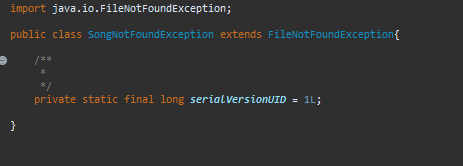 import java.io.FileNotFoundException;
public class SongNotFoundException extends FileNotFoundException{
/**
*
*/
private static final long serialVersionUID = 1L;
}